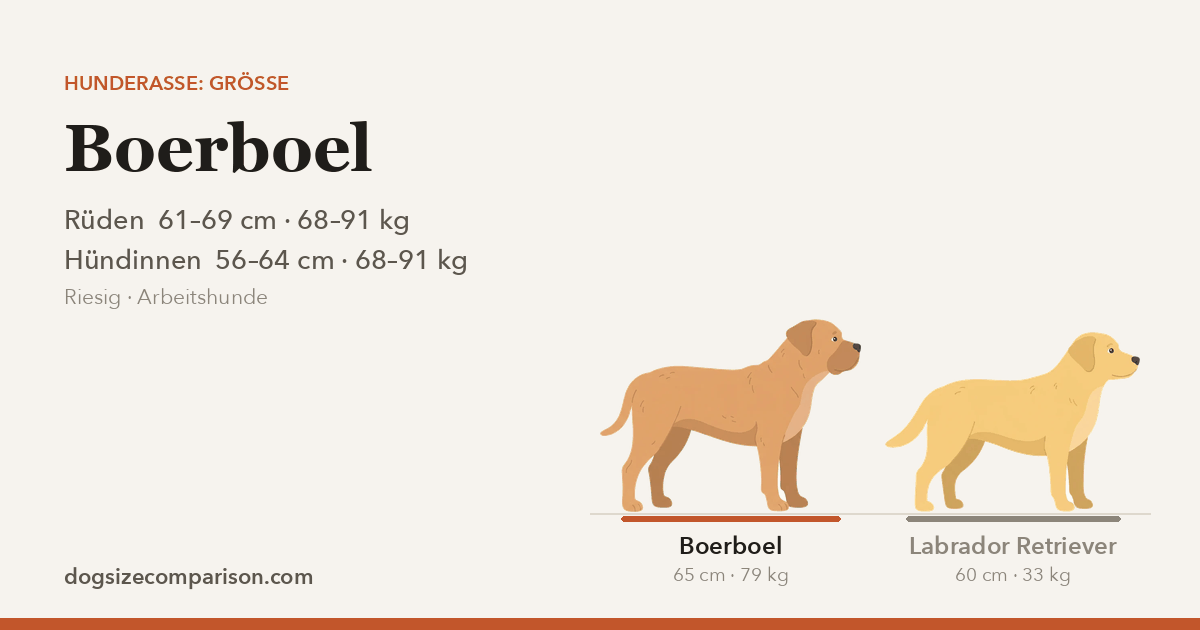 HUNDERASSE: GRÖSSE
Boerboel
Rüden 61–69 cm · 68–91 kg
Hündinnen 56–64 cm · 68–91 kg
Riesig · Arbeitshunde
Boerboel
65 cm · 79 kg
Labrador Retriever
60 cm · 33 kg
dogsizecomparison.com